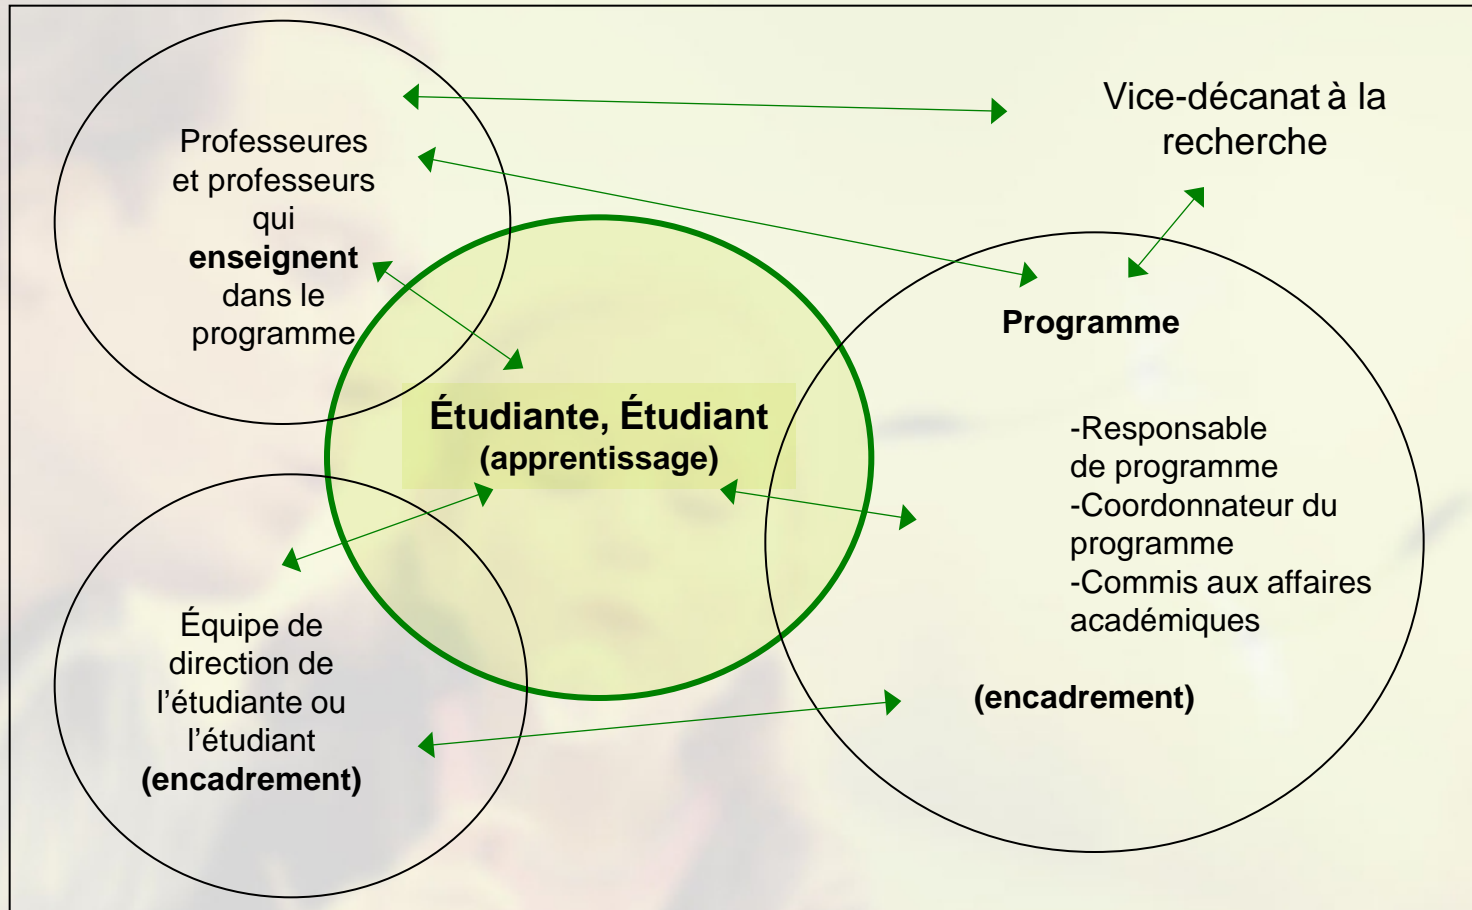 Professeures
et professeurs
qui
enseignent
dans le
programme
Vice-décanat à la
recherche
Programme
Étudiante, Étudiant
(apprentissage)
-Responsable
de programme
-Coordonnateur du
programme
-Commis aux affaires
académiques
(encadrement)
Équipe de
direction de
l’étudiante ou
l’étudiant
(encadrement)